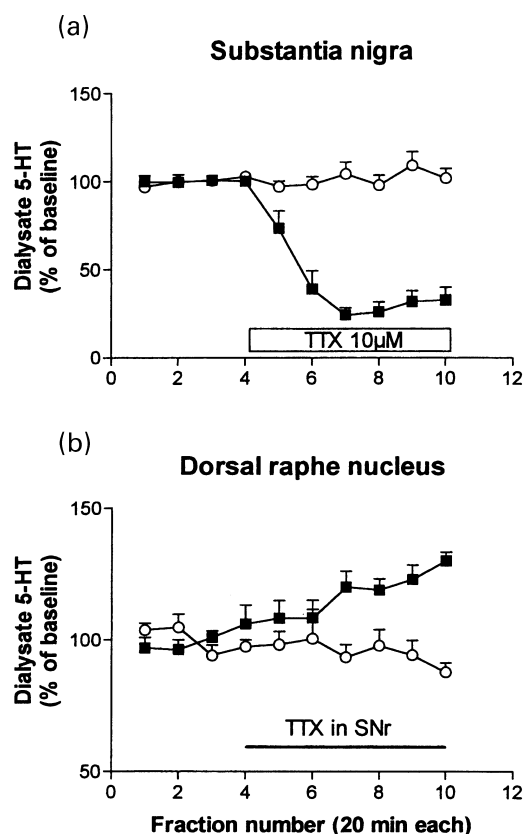 (a)
Substantia nigra
Dialysate 5-HT
(% of baseline)
150
100
50
0
TTX 10µM
0 2 4 6 8 10 12
(b)
Dorsal raphe nucleus
Dialysate 5-HT
(% of baseline)
150
100
50
TTX in SNr
0 2 4 6 8 10 12
Fraction number (20 min each)